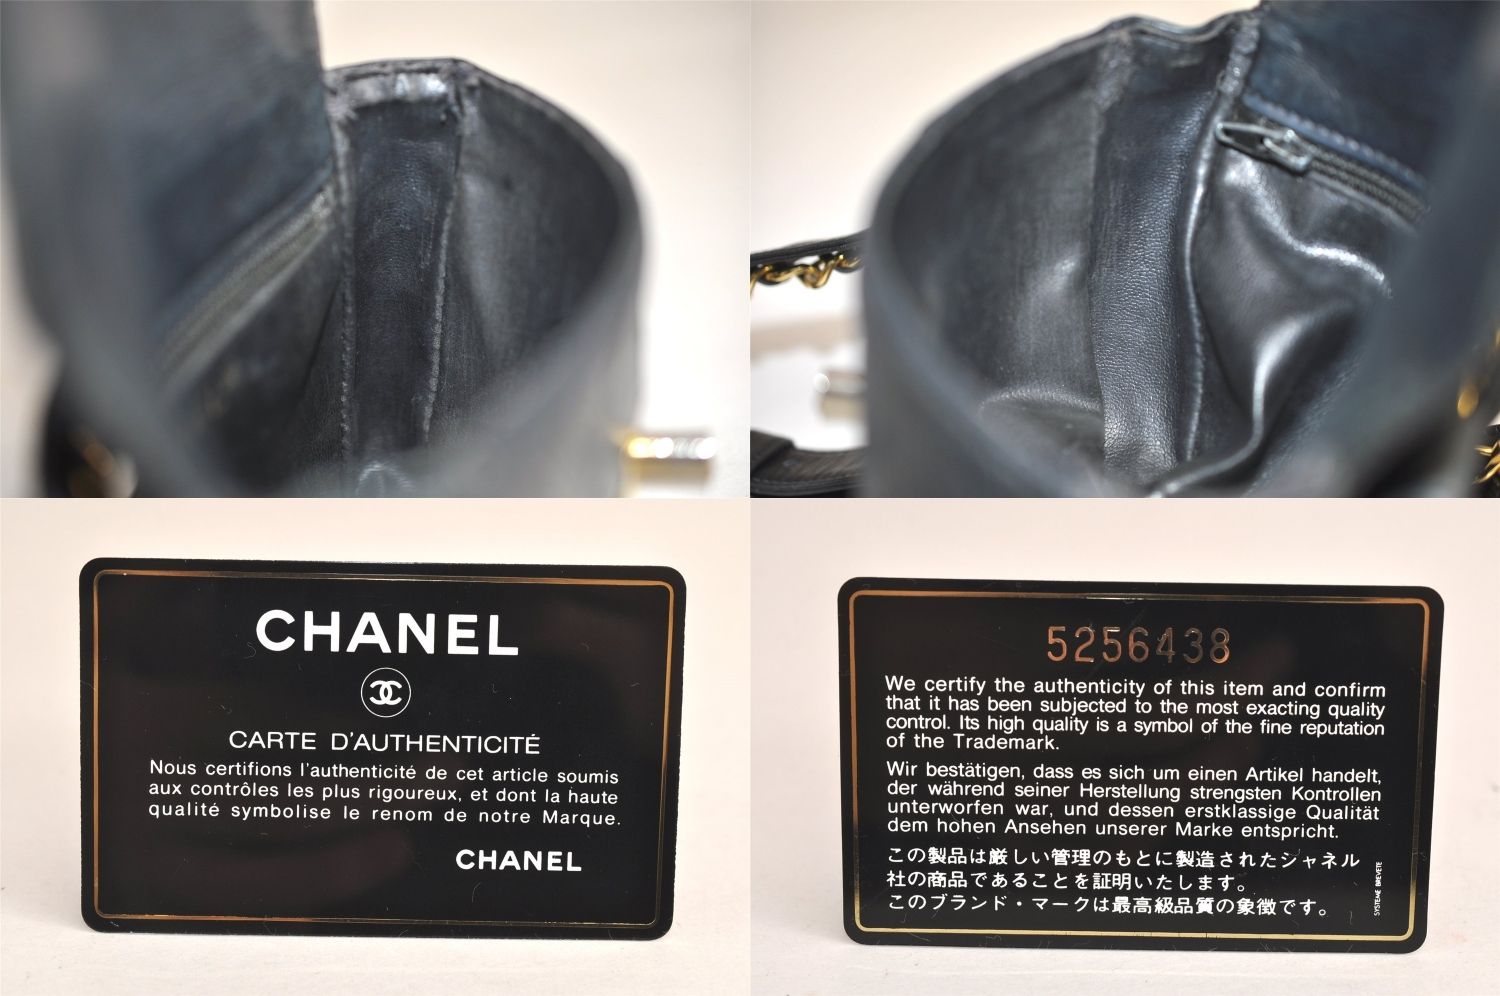 CHANEL
CARTE D'AUTHENTICITÉ
Nous certifions l'authenticité de cet article soumis
aux contrôles les plus rigoureux, et dont la haute
qualité symbolise le renom de notre Marque.
CHANEL
5256438
We certify the authenticity of this item and confirm
that it has been subjected to the most exacting quality
control. Its high quality is a symbol of the fine reputation
of the Trademark.
Wir bestätigen, dass es sich um einen Artikel handelt,
der während seiner Herstellung strengsten Kontrollen
unterworfen war, und dessen erstklassige Qualität
dem hohen Ansehen unserer Marke entspricht.
この製品は厳しい管理のもとに製造されたシャネル
社の商品であることを証明いたします。
このブランド・マークは最高級品質の象徴です。
SYSTEME BREVETE